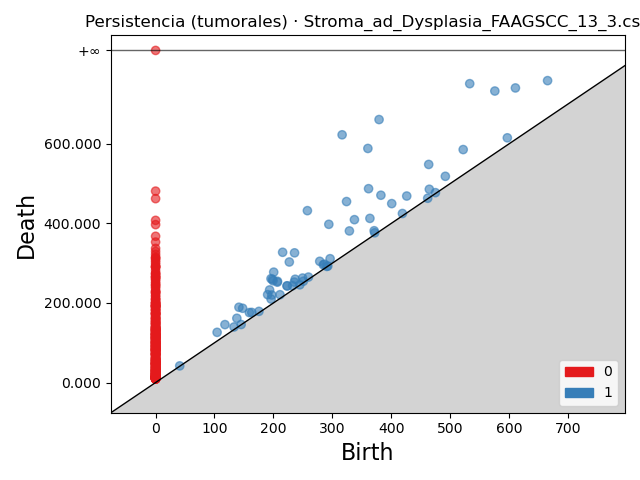 Persistencia (tumorales) · Stroma_ad_Dysplasia_FAAGSCC_13_3.cs
+∞
600.000
400.000
200.000
0.000
Death
0
1
0 100 200 300 400 500 600 700
Birth